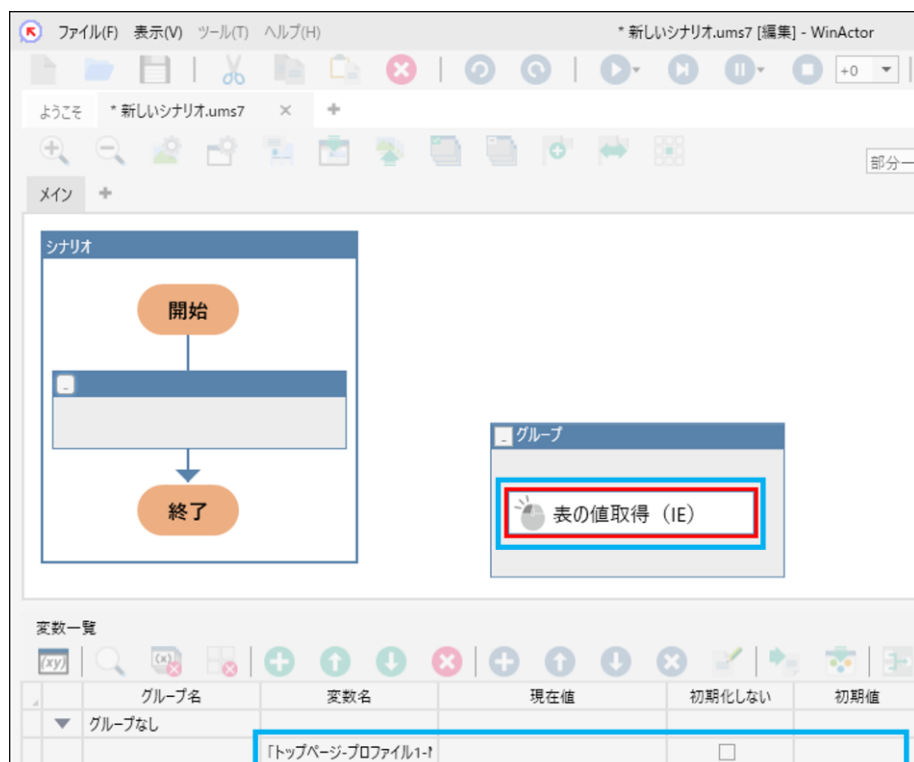 ファイル(F) 表示(V) ツール(T) ヘルプ(H) * 新しいシナリオ.ums7 [編集] - WinActor
+0
ようこそ * 新しいシナリオ.ums7 × +
部分一
メイン +
シナリオ
開始
グループ
表の値取得（IE）
終了
変数一覧
(xy) (x)
グループ名 変数名 現在値 初期化しない 初期値
グループなし
「トップページ-プロファイル1-